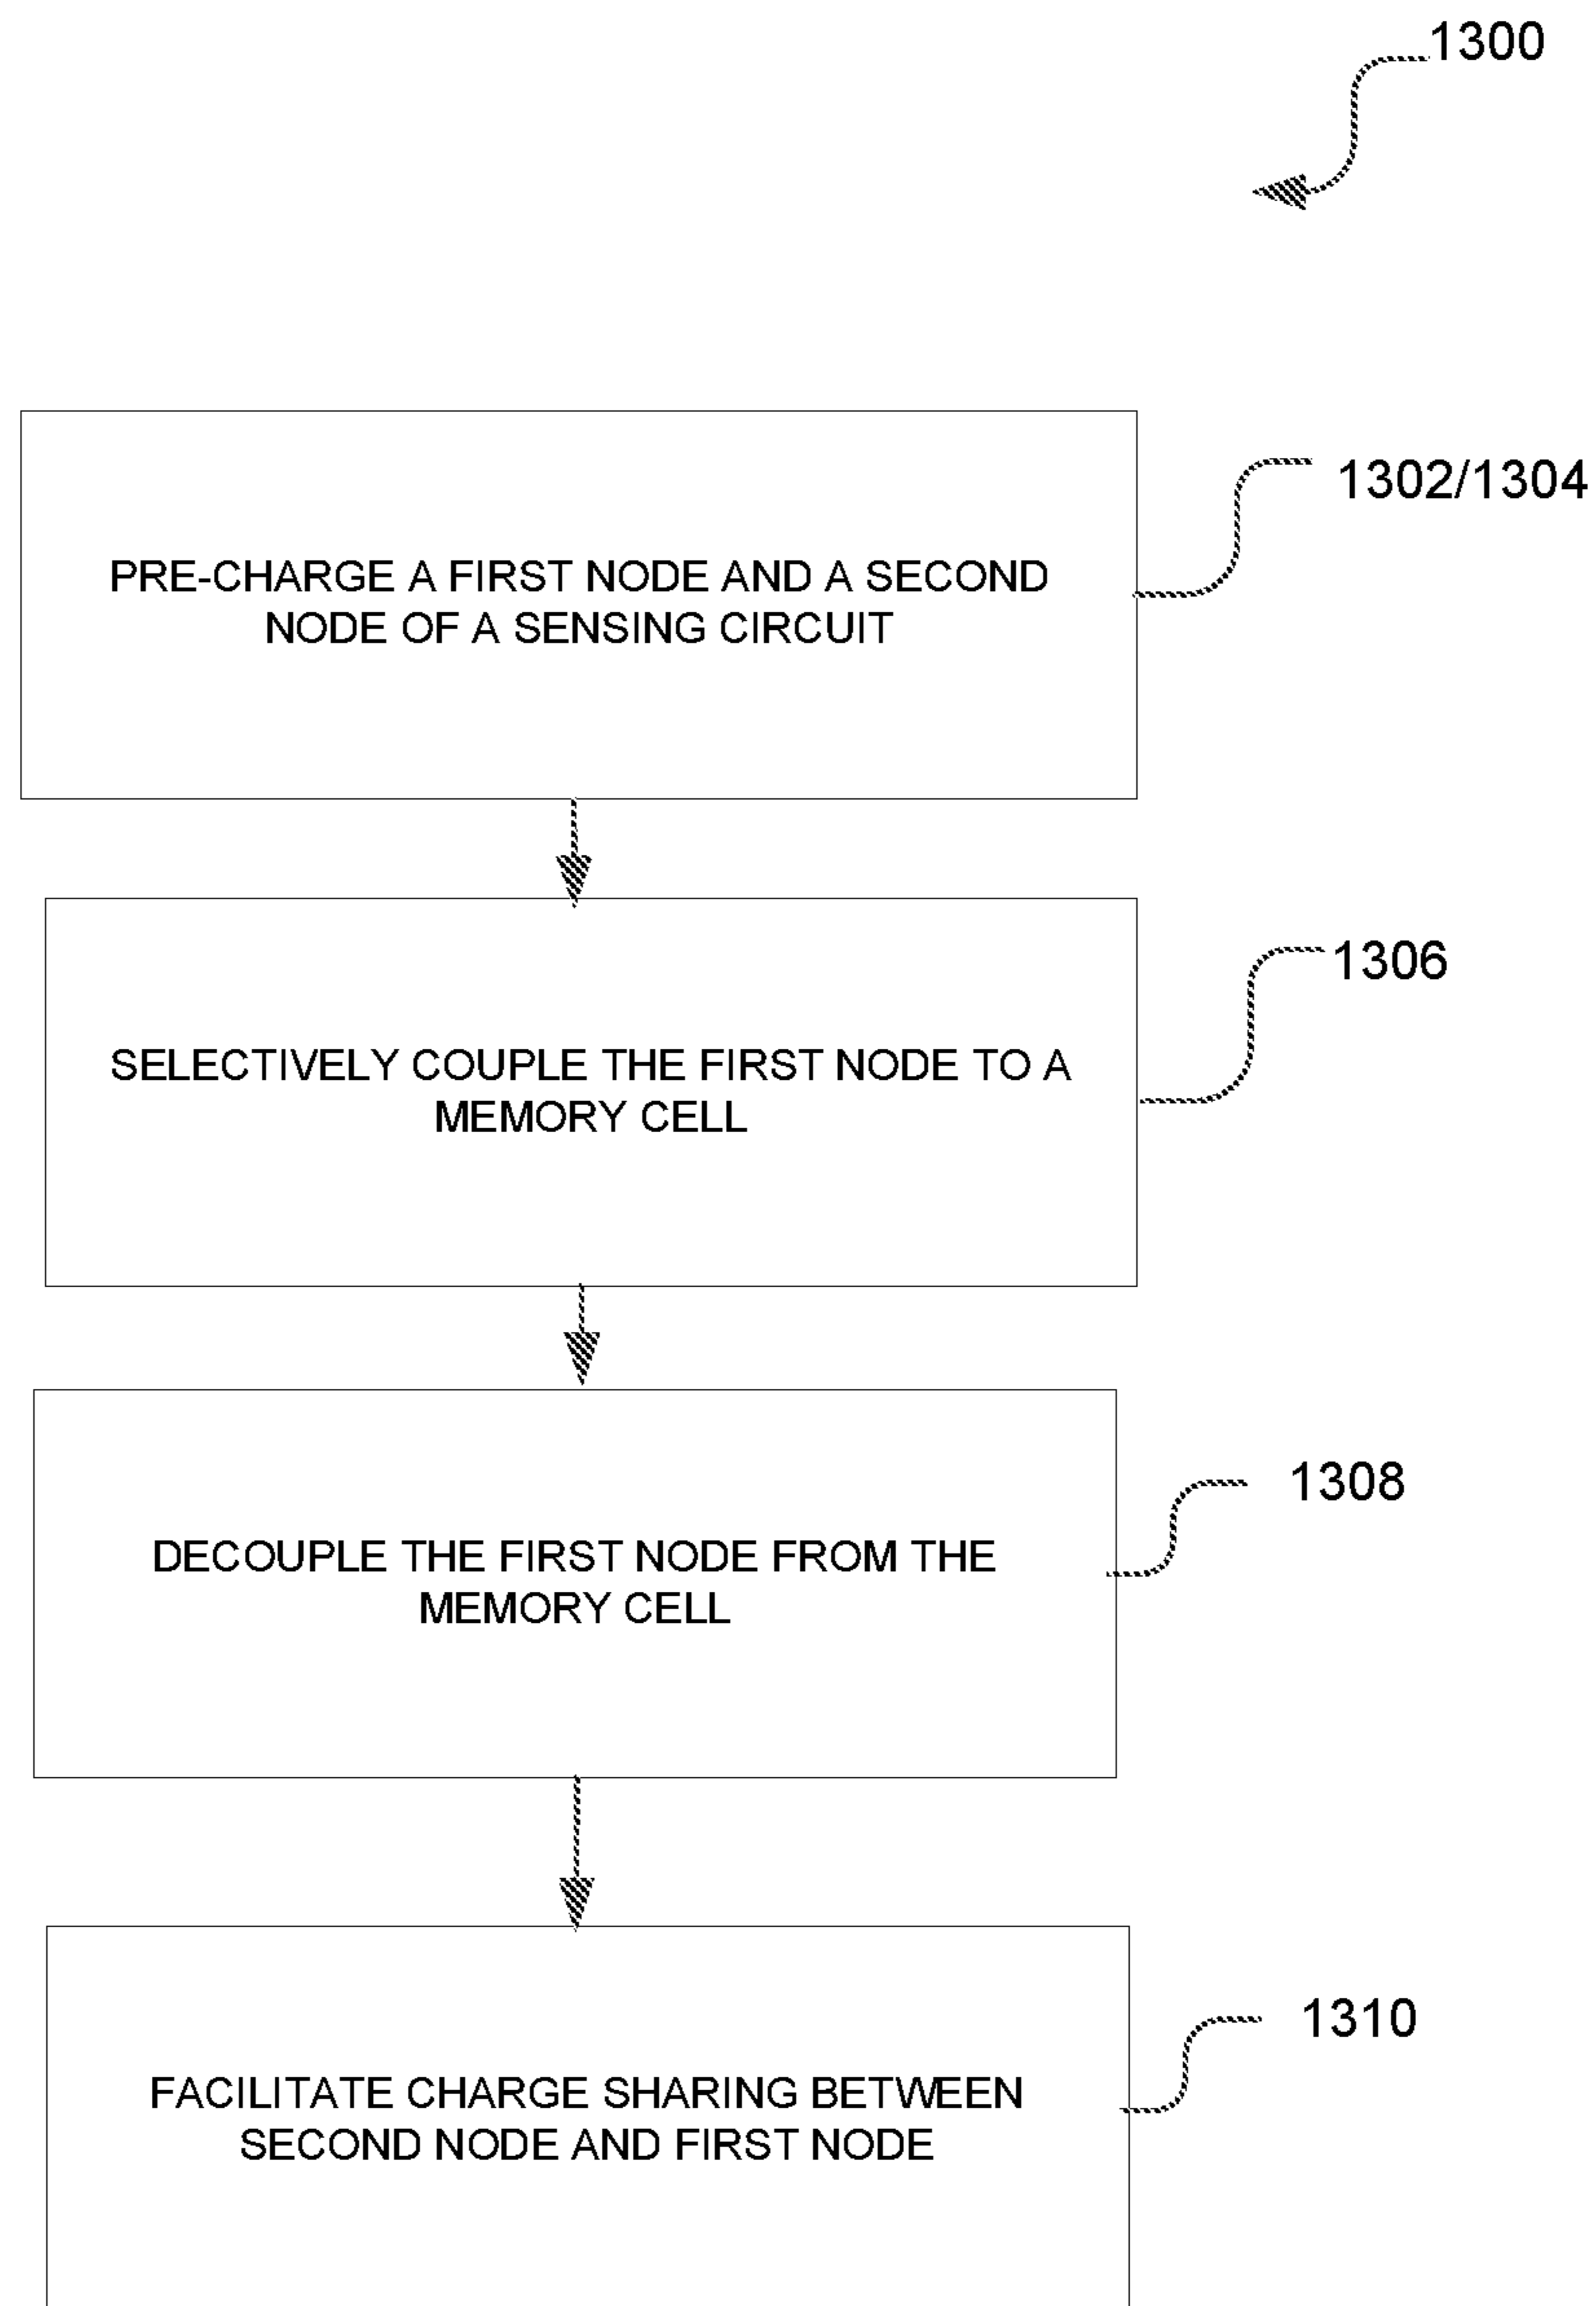 1300
1302/1304
PRE-CHARGE A FIRST NODE AND A SECOND
NODE OF A SENSING CIRCUIT
1306
SELECTIVELY COUPLE THE FIRST NODE TO A
MEMORY CELL
1308
DECOUPLE THE FIRST NODE FROM THE
MEMORY CELL
1310
FACILITATE CHARGE SHARING BETWEEN
SECOND NODE AND FIRST NODE